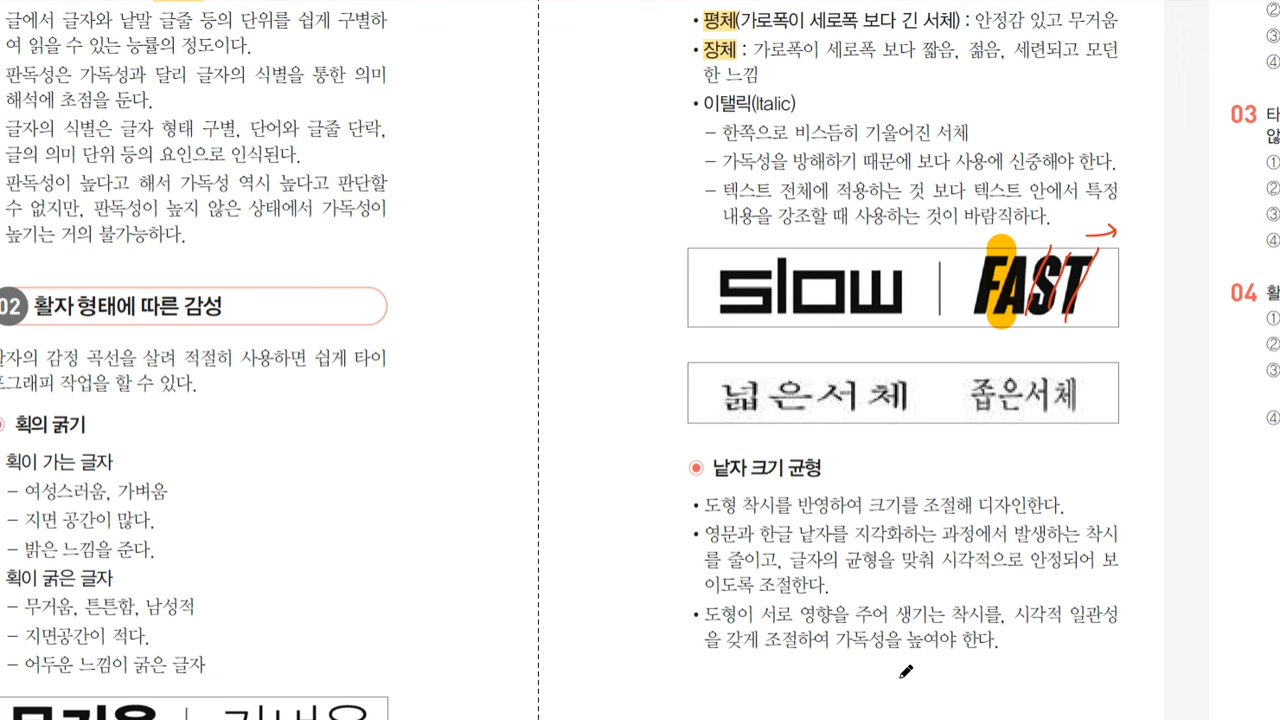 글에서 글자와 낱말 글줄 등의 단위를 쉽게 구별하
여 읽을 수 있는 능률의 정도이다.
판독성은 가독성과 달리 글자의 식별을 통한 의미
해석에 초점을 둔다.
글자의 식별은 글자 형태 구별, 단어와 글줄 단락,
글의 의미 단위 등의 요인으로 인식된다.
판독성이 높다고 해서 가독성 역시 높다고 판단할
수 없지만, 판독성이 높지 않은 상태에서 가독성이
높기는 거의 불가능하다.
02 활자 형태에 따른 감성
활자의 감정 곡선을 살려 적절히 사용하면 쉽게 타이
포그래피 작업을 할 수 있다.
획의 굵기
획이 가는 글자
– 여성스러움, 가벼움
– 지면 공간이 많다.
– 밝은 느낌을 준다.
획이 굵은 글자
– 무거움, 튼튼함, 남성적
– 지면공간이 적다.
– 어두운 느낌이 굵은 글자
무거움 | 가벼움
• 평체(가로폭이 세로폭 보다 긴 서체) : 안정감 있고 무거움
• 장체 : 가로폭이 세로폭 보다 짧음, 젊음, 세련되고 모던
한 느낌
• 이탤릭(Italic)
– 한쪽으로 비스듬히 기울어진 서체
– 가독성을 방해하기 때문에 보다 사용에 신중해야 한다.
– 텍스트 전체에 적용하는 것 보다 텍스트 안에서 특정
내용을 강조할 때 사용하는 것이 바람직하다.
slow | FAST
넓은서체 좁은서체
낱자 크기 균형
• 도형 착시를 반영하여 크기를 조절해 디자인한다.
• 영문과 한글 낱자를 지각화하는 과정에서 발생하는 착시
를 줄이고, 글자의 균형을 맞춰 시각적으로 안정되어 보
이도록 조절한다.
• 도형이 서로 영향을 주어 생기는 착시를, 시각적 일관성
을 갖게 조절하여 가독성을 높여야 한다.
②
③
④
03 타
않
①
②
③
④
04 활
①
②
③
④